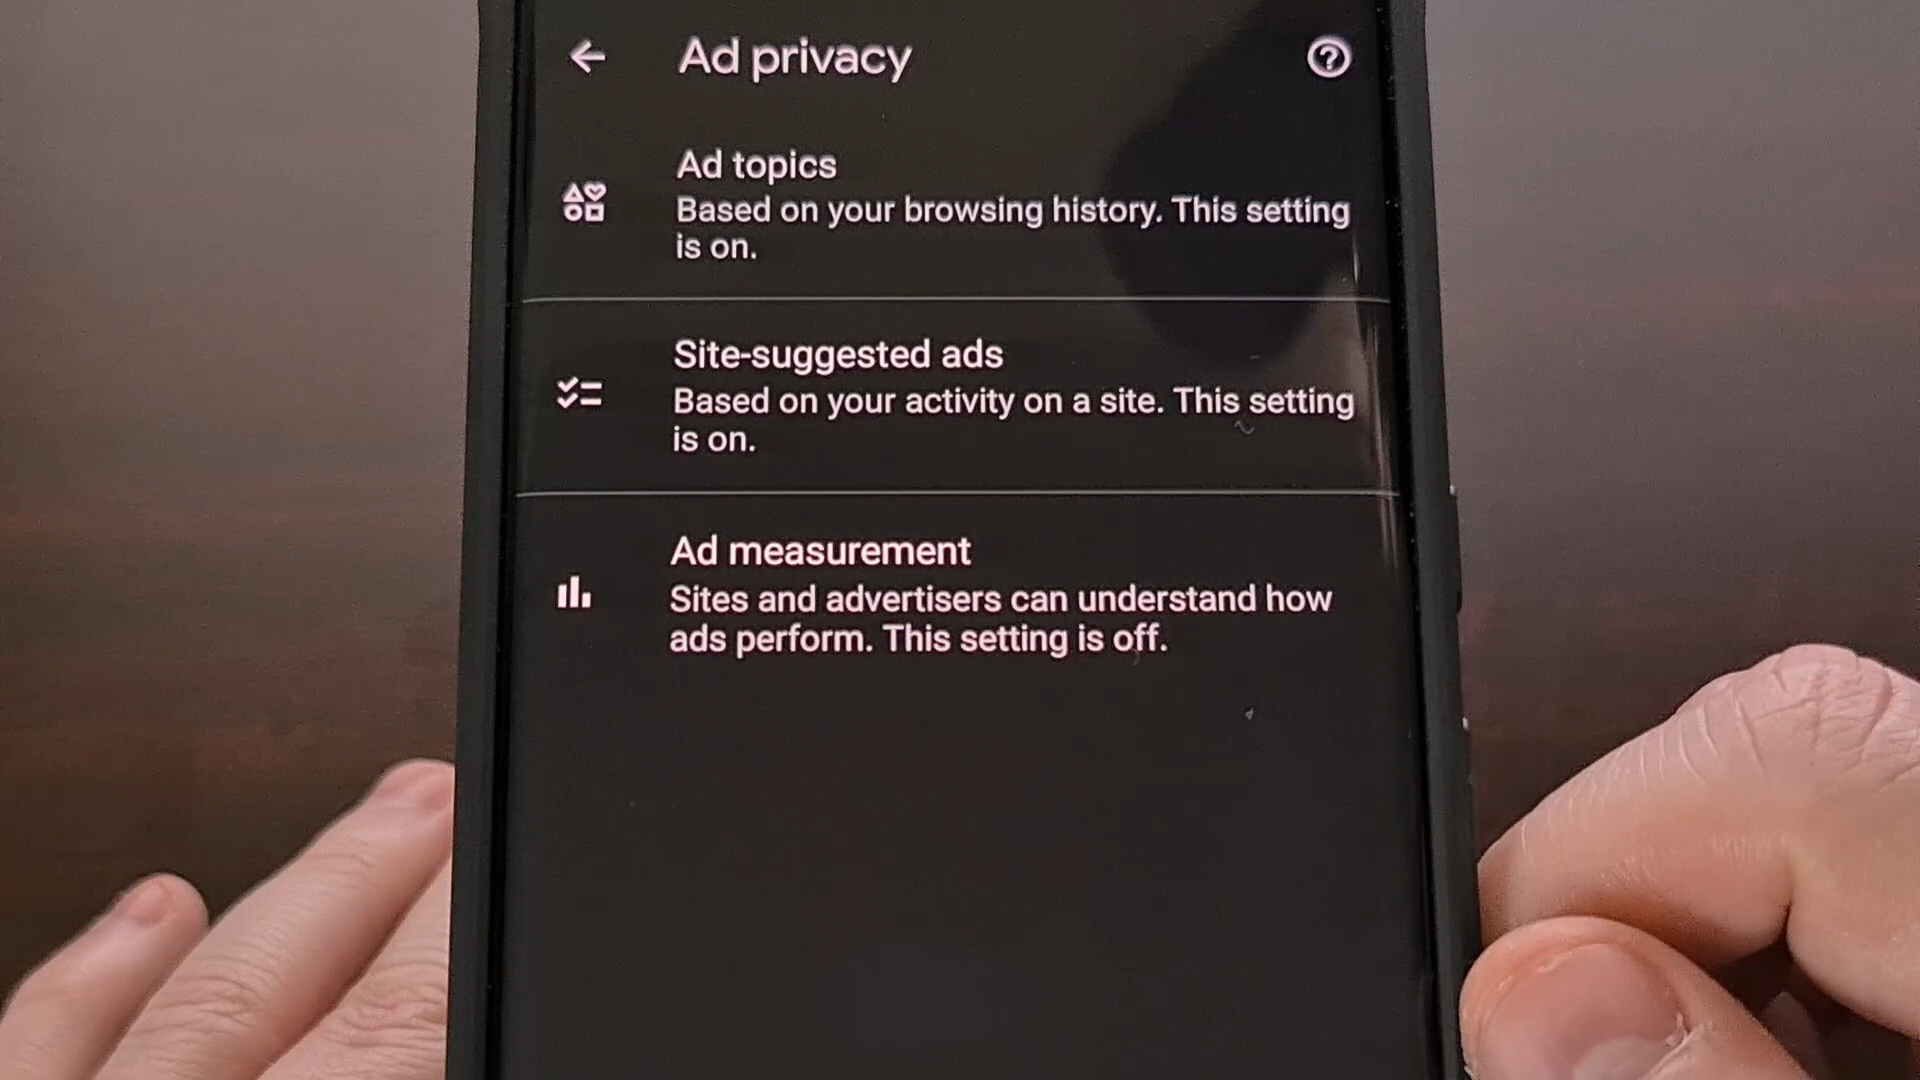 Ad privacy
Ad topics
Based on your browsing history. This setting
is on.
Site-suggested ads
Based on your activity on a site. This setting
is on.
Ad measurement
Sites and advertisers can understand how
ads perform. This setting is off.